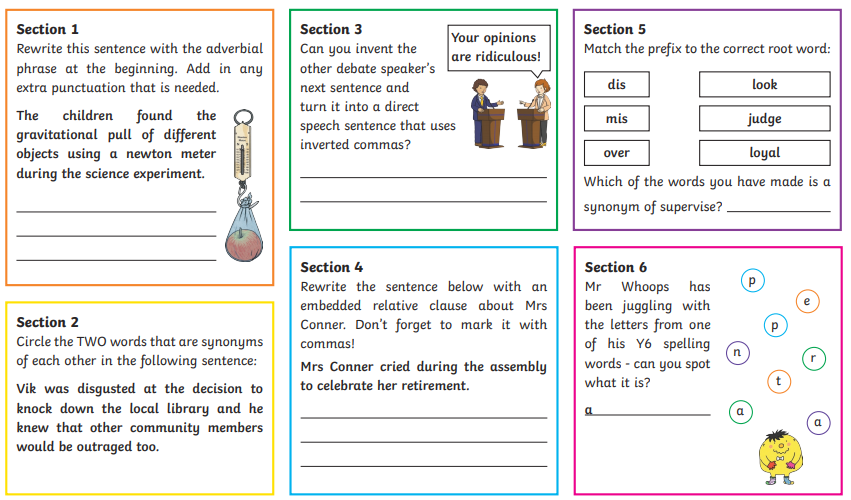 Section 1
Rewrite this sentence with the adverbial
phrase at the beginning. Add in any
extra punctuation that is needed.
The children found the
gravitational pull of different
objects using a newton meter
during the science experiment.
Section 2
Circle the TWO words that are synonyms
of each other in the following sentence:
Vik was disgusted at the decision to
knock down the local library and he
knew that other community members
would be outraged too.
Section 3
Can you invent the
other debate speaker's
next sentence and
turn it into a direct
speech sentence that uses
inverted commas?
Your opinions
are ridiculous!
Section 4
Rewrite the sentence below with an
embedded relative clause about Mrs
Conner. Don't forget to mark it with
commas!
Mrs Conner cried during the assembly
to celebrate her retirement.
Section 5
Match the prefix to the correct root word:
dis look
mis judge
over loyal
Which of the words you have made is a
synonym of supervise?
Section 6
Mr Whoops has
been juggling with
the letters from one
of his Y6 spelling
words - can you spot
what it is?
a
p
e
p
n
r
t
a
a